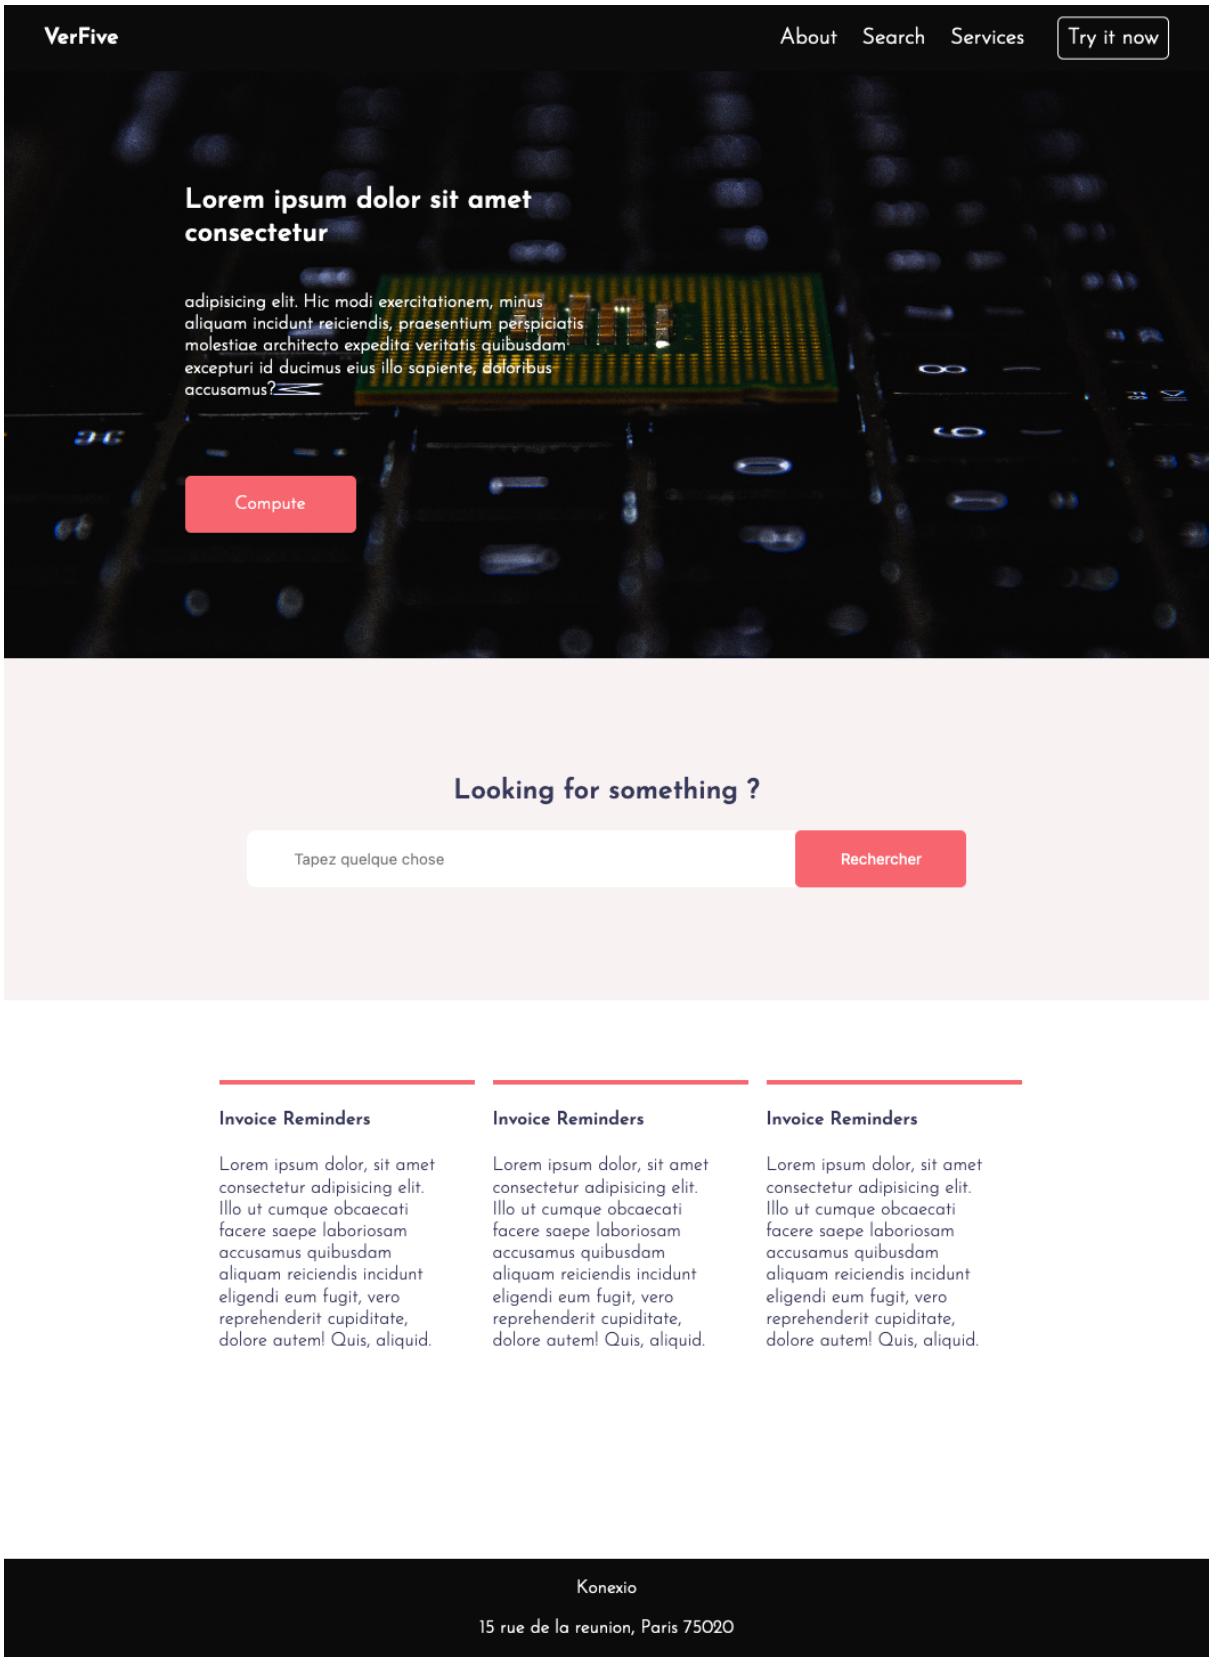 VerFive
About Search Services Try it now
Lorem ipsum dolor sit amet
consectetur
adipisicing elit. Hic modi exercitationem, minus
aliquam incidunt reiciendis, praesentium perspiciatis
molestiae architecto expedita veritatis quibusdam
excepturi id ducimus eius illo sapiente, doloribus
accusamus?
Compute
Looking for something ?
Tapez quelque chose
Rechercher
Invoice Reminders
Lorem ipsum dolor, sit amet
consectetur adipisicing elit.
Illo ut cumque obcaecati
facere saepe laboriosam
accusamus quibusdam
aliquam reiciendis incidunt
eligendi eum fugit, vero
reprehenderit cupiditate,
dolore autem! Quis, aliquid.
Invoice Reminders
Lorem ipsum dolor, sit amet
consectetur adipisicing elit.
Illo ut cumque obcaecati
facere saepe laboriosam
accusamus quibusdam
aliquam reiciendis incidunt
eligendi eum fugit, vero
reprehenderit cupiditate,
dolore autem! Quis, aliquid.
Invoice Reminders
Lorem ipsum dolor, sit amet
consectetur adipisicing elit.
Illo ut cumque obcaecati
facere saepe laboriosam
accusamus quibusdam
aliquam reiciendis incidunt
eligendi eum fugit, vero
reprehenderit cupiditate,
dolore autem! Quis, aliquid.
Konexio
15 rue de la reunion, Paris 75020